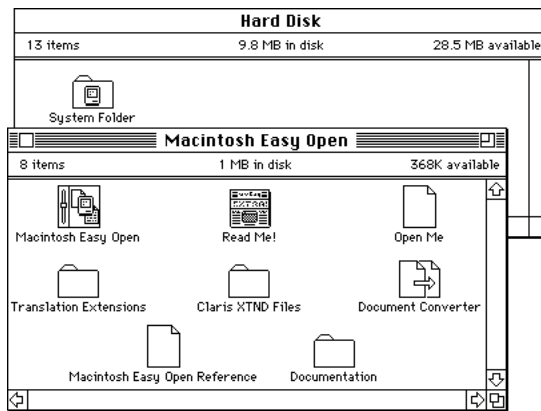 Hard Disk
13 items 9.8 MB in disk 28.5 MB available
System Folder
Macintosh Easy Open
8 items 1 MB in disk 368K available
EXTRA!
Macintosh Easy Open Read Me! Open Me
Translation Extensions Claris XTND Files Document Converter
Macintosh Easy Open Reference Documentation